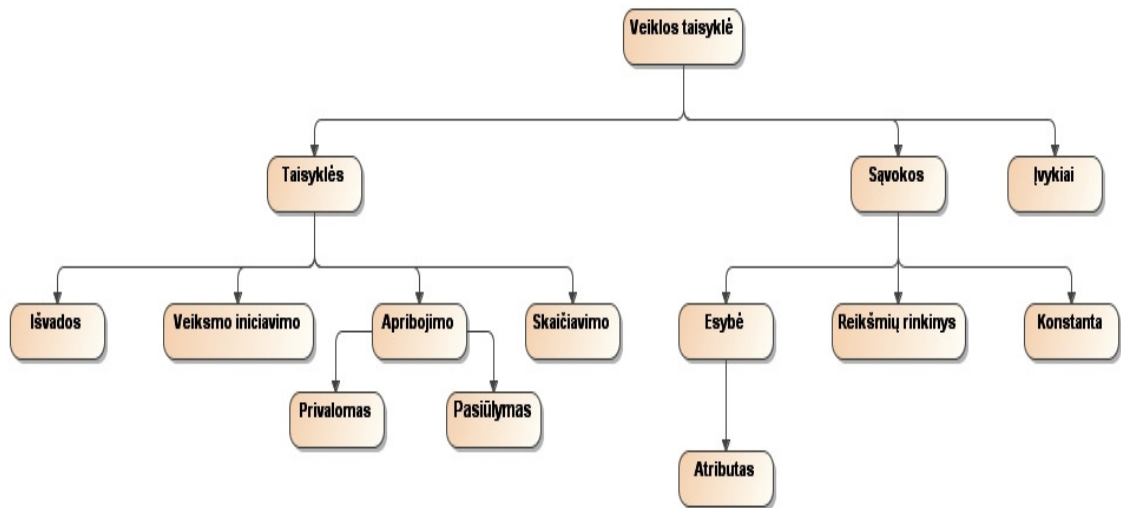 Veiklos taisyklė
Taisyklės
Sąvokos
Įvykiai
Išvados
Veiksmo iniciavimo
Apribojimo
Skaičiavimo
Esybė
Reikšmių rinkinys
Konstanta
Privalomas
Pasiūlymas
Atributas